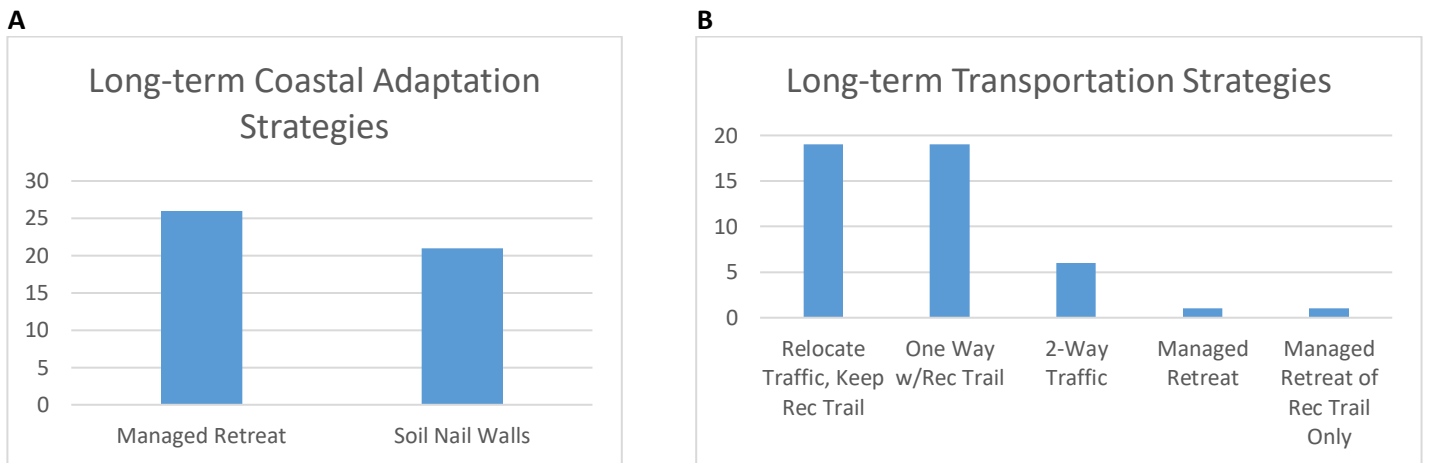 A
Long-term Coastal Adaptation
Strategies
30
25
20
15
10
5
0
Managed Retreat
Soil Nail Walls
B
Long-term Transportation Strategies
20
15
10
5
0
Relocate
Traffic, Keep
Rec Trail
One Way
w/Rec Trail
2-Way
Traffic
Managed
Retreat
Managed
Retreat of
Rec Trail
Only